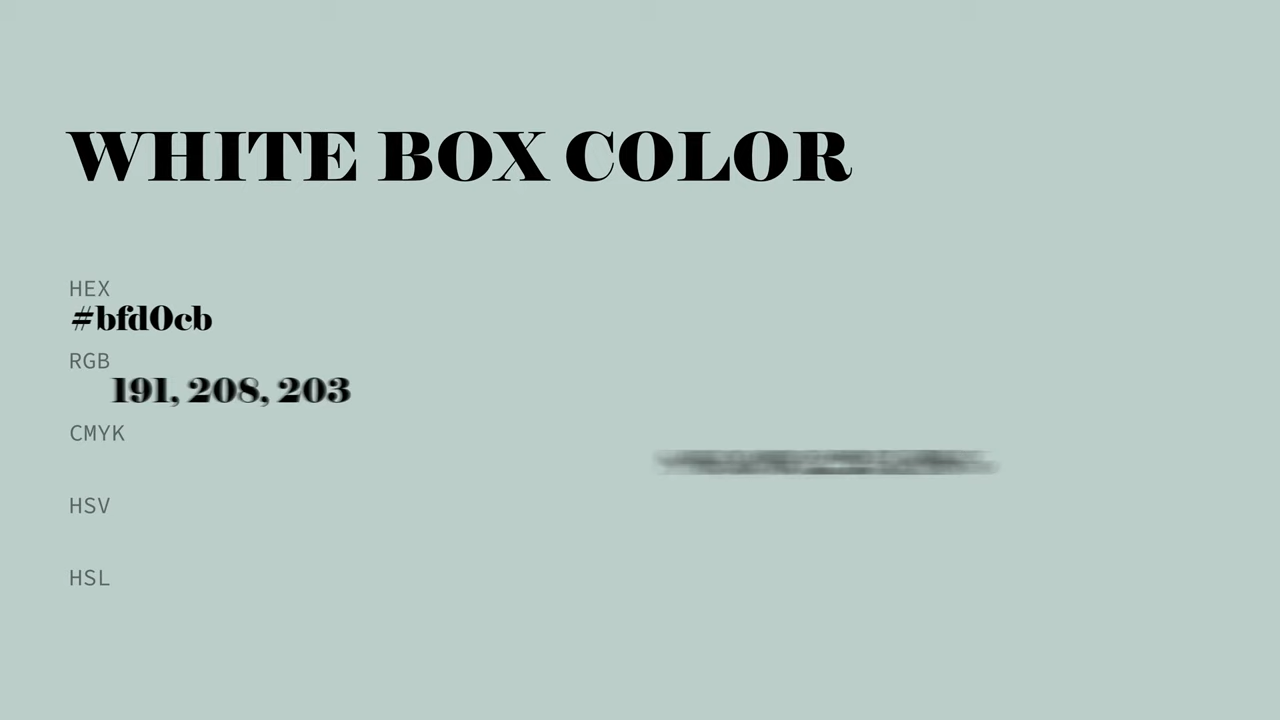 WHITE BOX COLOR
HEX
#bfd0cb
RGB
191, 208, 203
CMYK
HSV
HSL